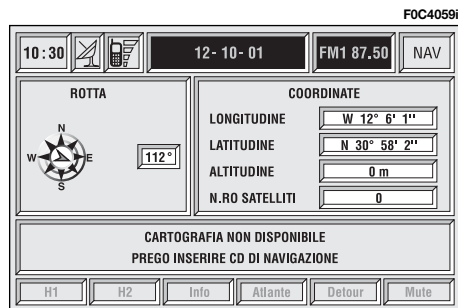 F0C4059i
10:30 12-10-01 FM1 87.50 NAV
ROTTA
N
W E
S
112°
COORDINATE
LONGITUDINE W 12° 6' 1''
LATITUDINE N 30° 58' 2''
ALTITUDINE 0 m
N.RO SATELLITI 0
CARTOGRAFIA NON DISPONIBILE
PREGO INSERIRE CD DI NAVIGAZIONE
H1 H2 Info Atlante Detour Mute